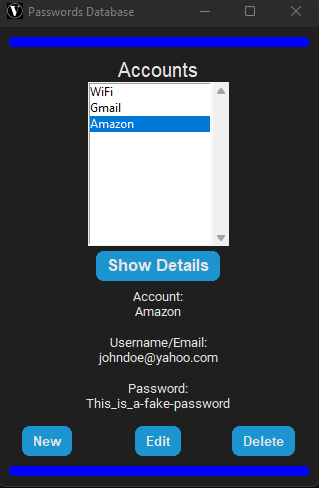 Passwords Database
Accounts
WiFi
Gmail
Amazon
Show Details
Account:
Amazon
Username/Email:
johndoe@yahoo.com
Password:
This_is_a-fake-password
New Edit Delete